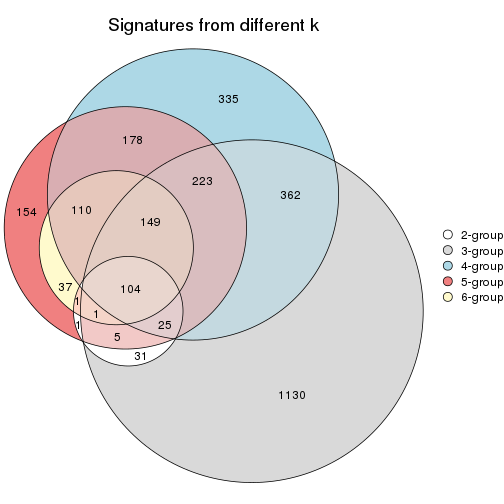 Signatures from different k
335
178
223
362
154
110
149
37
104
1
1
1
5
25
31
1130
2-group
3-group
4-group
5-group
6-group